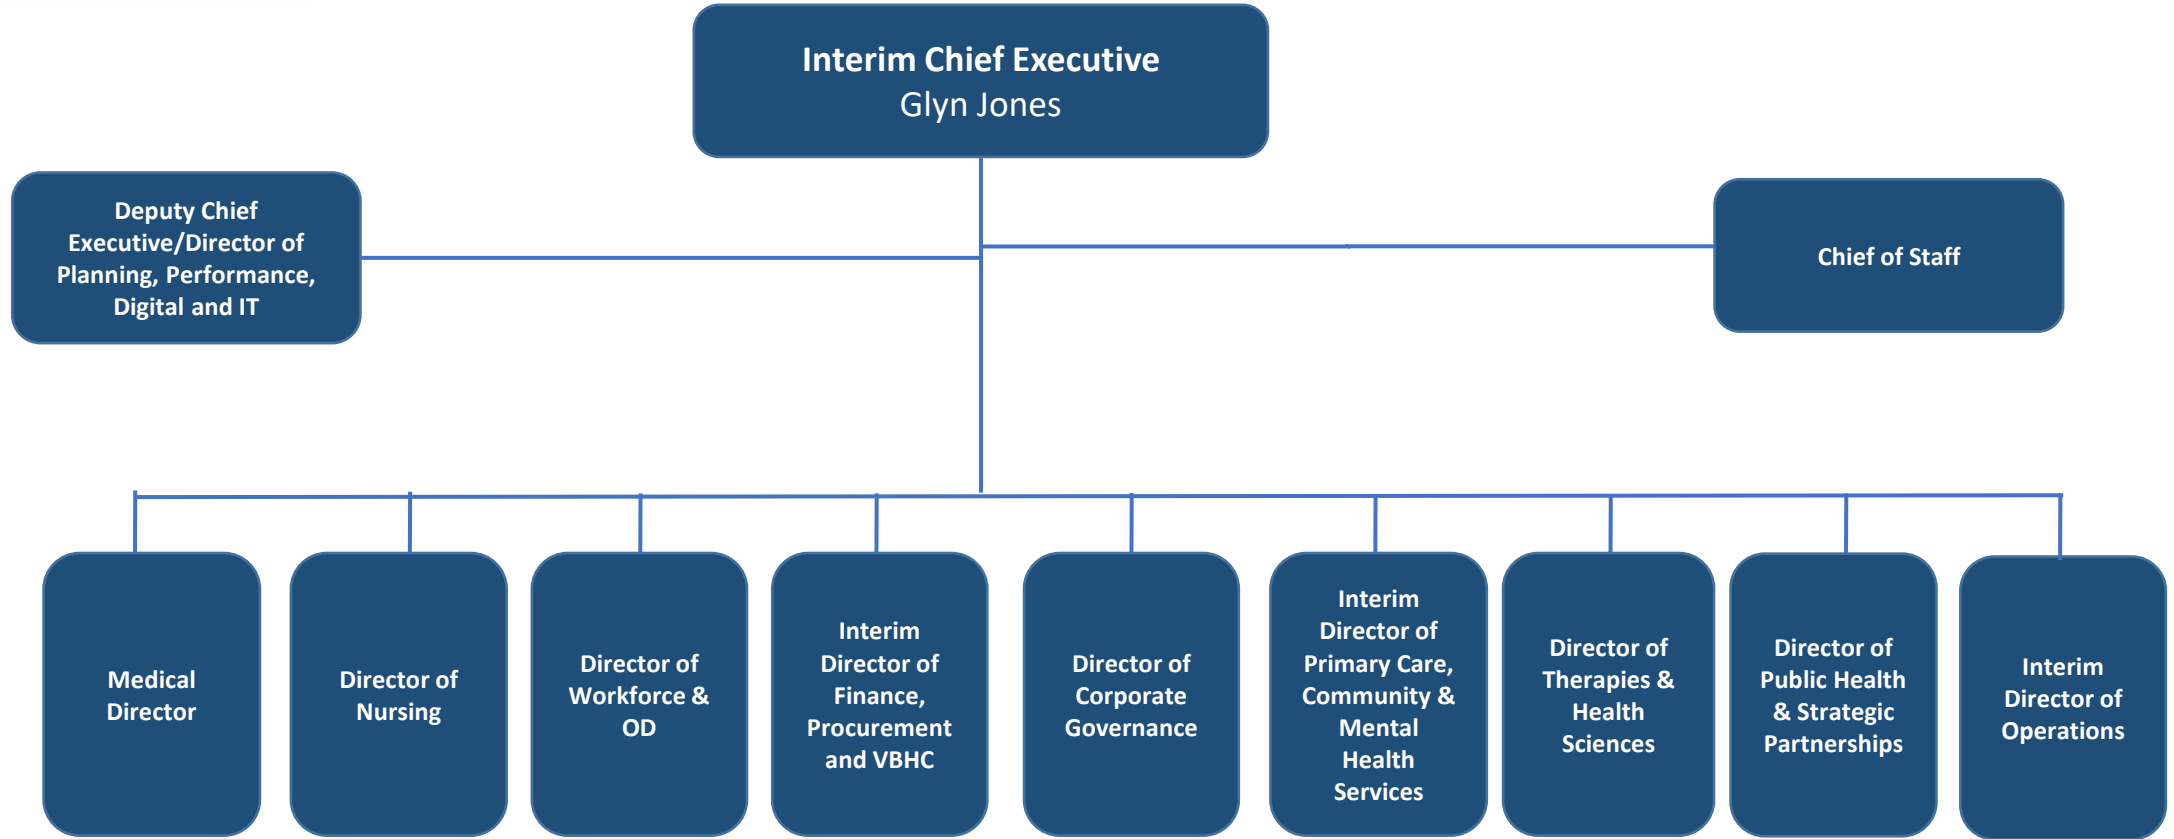 Interim Chief Executive
Glyn Jones
Deputy Chief
Executive/Director of
Planning, Performance,
Digital and IT
Chief of Staff
Medical
Director
Director of
Nursing
Director of
Workforce &
OD
Interim
Director of
Finance,
Procurement
and VBHC
Director of
Corporate
Governance
Interim
Director of
Primary Care,
Community &
Mental
Health
Services
Director of
Therapies &
Health
Sciences
Director of
Public Health
& Strategic
Partnerships
Interim
Director of
Operations